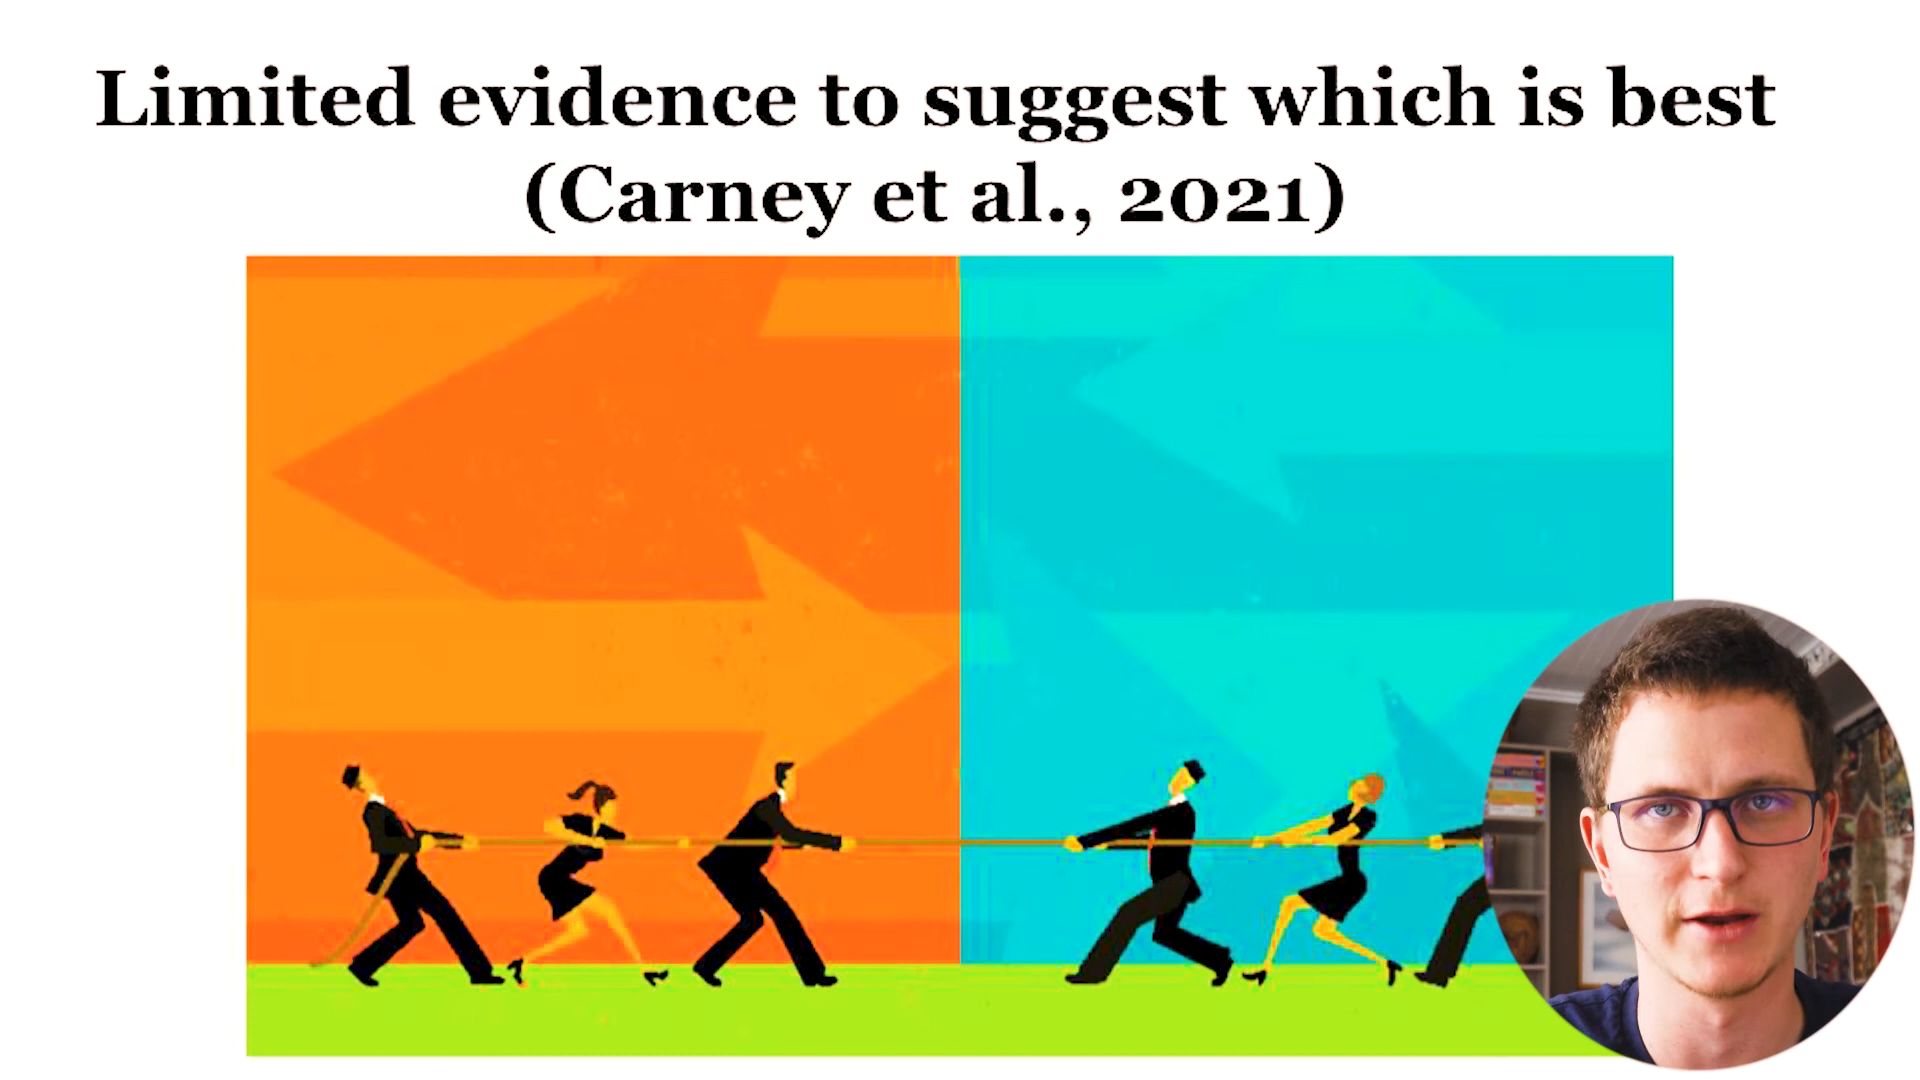 Limited evidence to suggest which is best
(Carney et al., 2021)